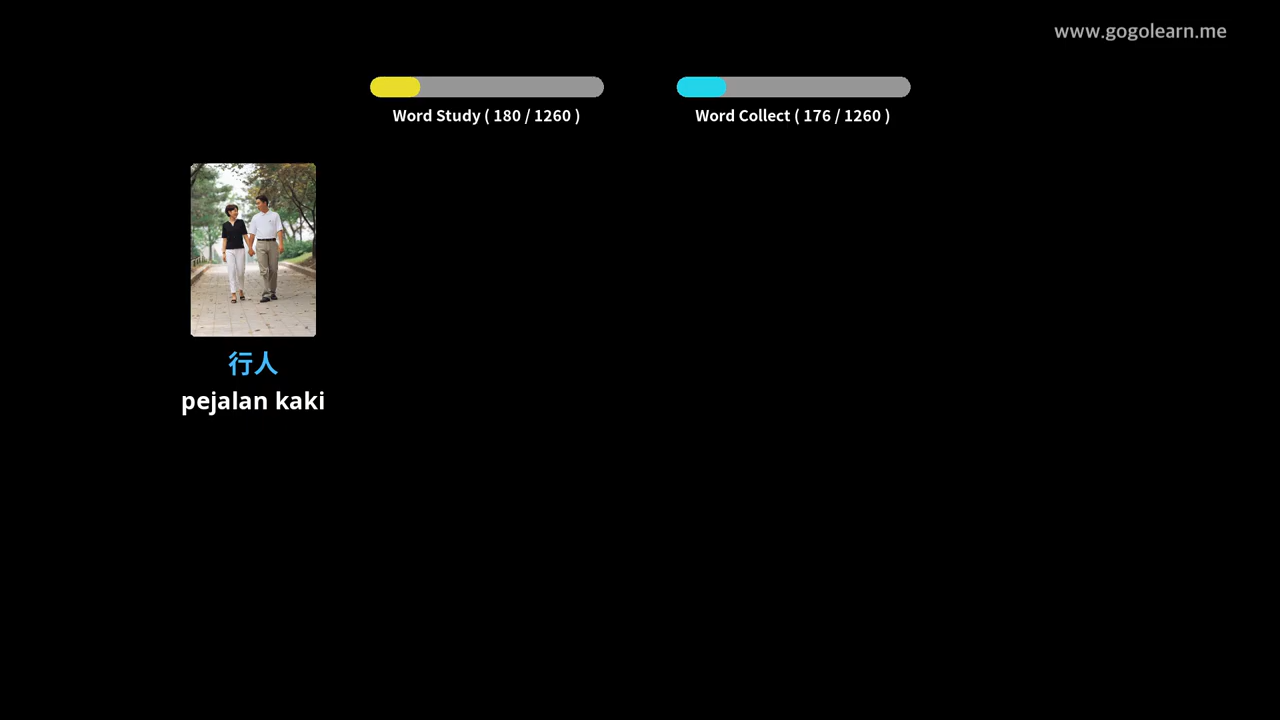 www.gogolearn.me
Word Study ( 180 / 1260 )
Word Collect ( 176 / 1260 )
行人
pejalan kaki